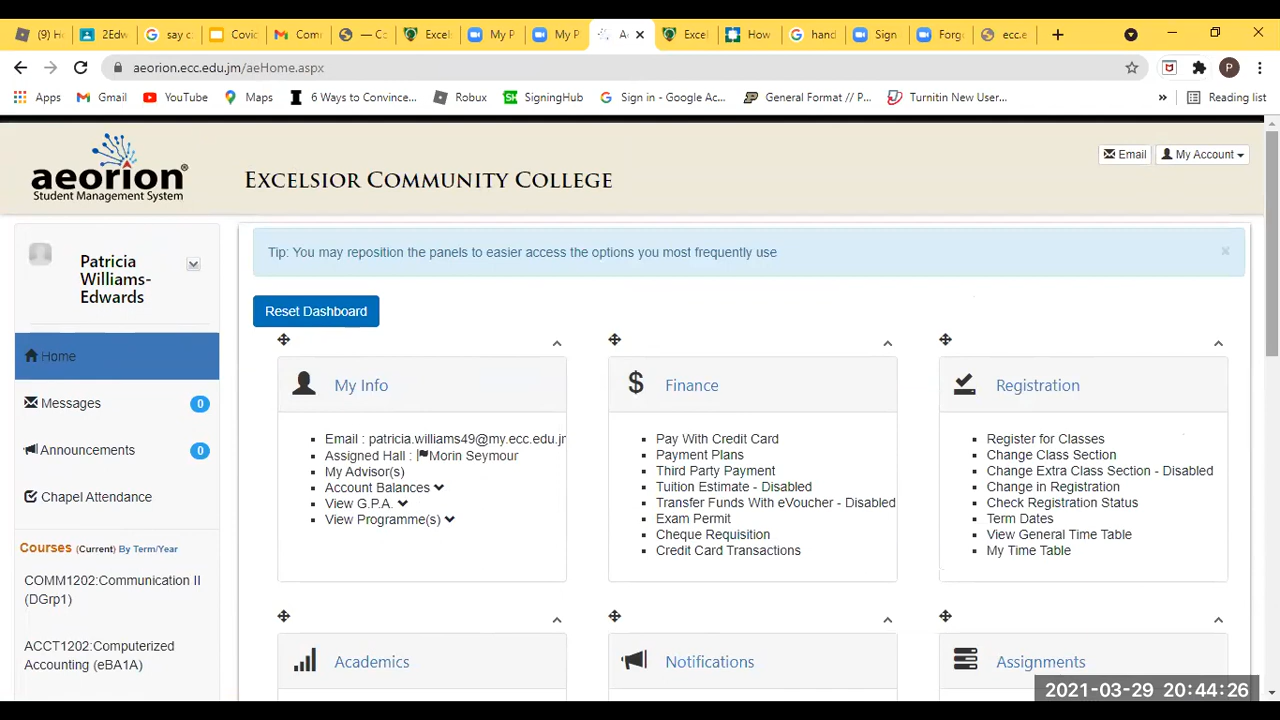 (9) H
2Edw
say c
Covid
Com
— Co
Excel
My P
My P
Ae
Excel
How
hand
Sign
Forg
ecc.e
aeorion.ecc.edu.jm/aeHome.aspx
P
Apps
Gmail
YouTube
Maps
6 Ways to Convince...
Robux
SigningHub
Sign in - Google Ac...
General Format // P...
Turnitin New User...
»
Reading list
aeorion®
Student Management System
EXCELSIOR COMMUNITY COLLEGE
Email
My Account
Patricia
Williams-
Edwards
Home
Messages 0
Announcements 0
Chapel Attendance
Courses (Current) By Term/Year
COMM1202:Communication II
(DGrp1)
ACCT1202:Computerized
Accounting (eBA1A)
Tip: You may reposition the panels to easier access the options you most frequently use
×
Reset Dashboard
My Info
Email : patricia.williams49@my.ecc.edu.jr
Assigned Hall : Morin Seymour
My Advisor(s)
Account Balances
View G.P.A.
View Programme(s)
$ Finance
Pay With Credit Card
Payment Plans
Third Party Payment
Tuition Estimate - Disabled
Transfer Funds With eVoucher - Disabled
Exam Permit
Cheque Requisition
Credit Card Transactions
Registration
Register for Classes
Change Class Section
Change Extra Class Section - Disabled
Change in Registration
Check Registration Status
Term Dates
View General Time Table
My Time Table
Academics
Notifications
Assignments
2021-03-29 20:44:26